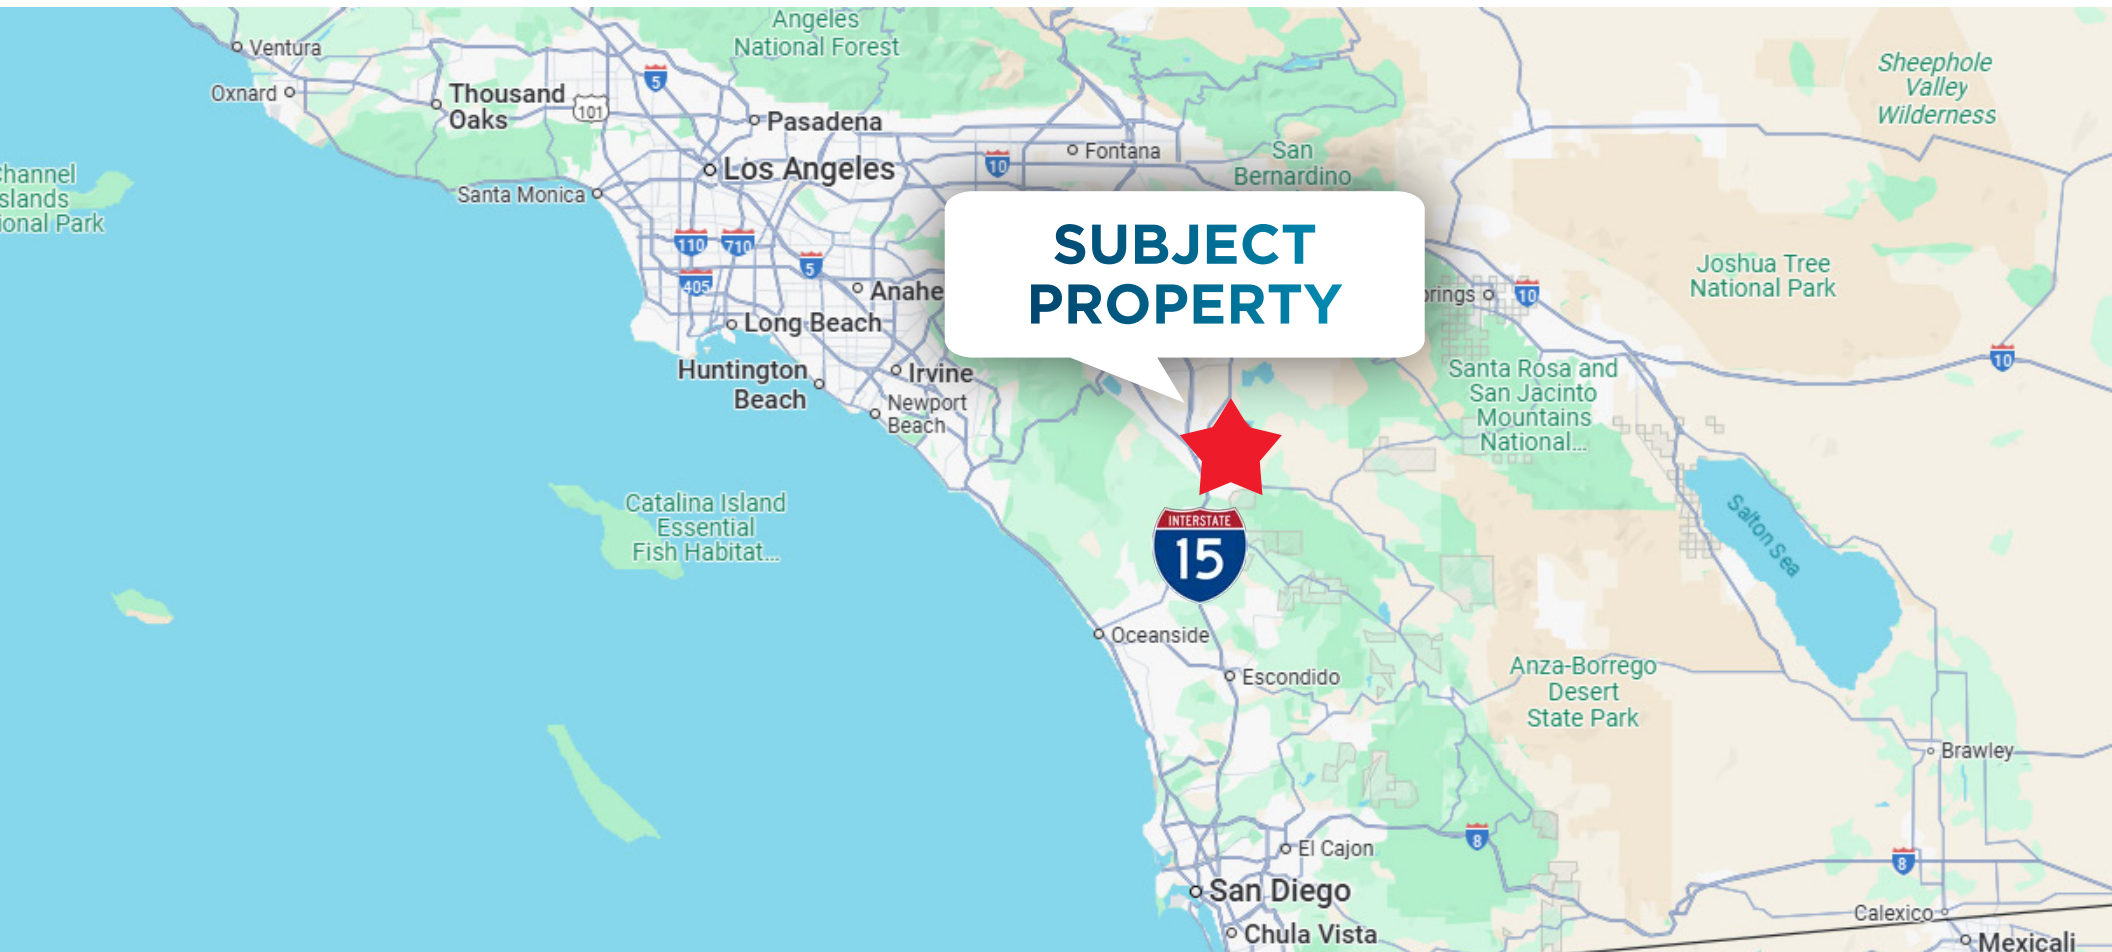 Angeles
National Forest
Ventura
Oxnard
Thousand
Oaks
101
5
Pasadena
Los Angeles
10
Fontana
San
Bernardino
Sheephole
Valley
Wilderness
hannel
slands
ional Park
Santa Monica
110
710
405
5
Anahe
Long Beach
SUBJECT
PROPERTY
rings
10
Joshua Tree
National Park
10
Huntington
Beach
Irvine
Newport
Beach
Santa Rosa and
San Jacinto
Mountains
National...
Catalina Island
Essential
Fish Habitat...
Salton Sea
INTERSTATE
15
Oceanside
Escondido
Anza-Borrego
Desert
State Park
Brawley
El Cajon
8
8
San Diego
Chula Vista
Calexico
Mexicali